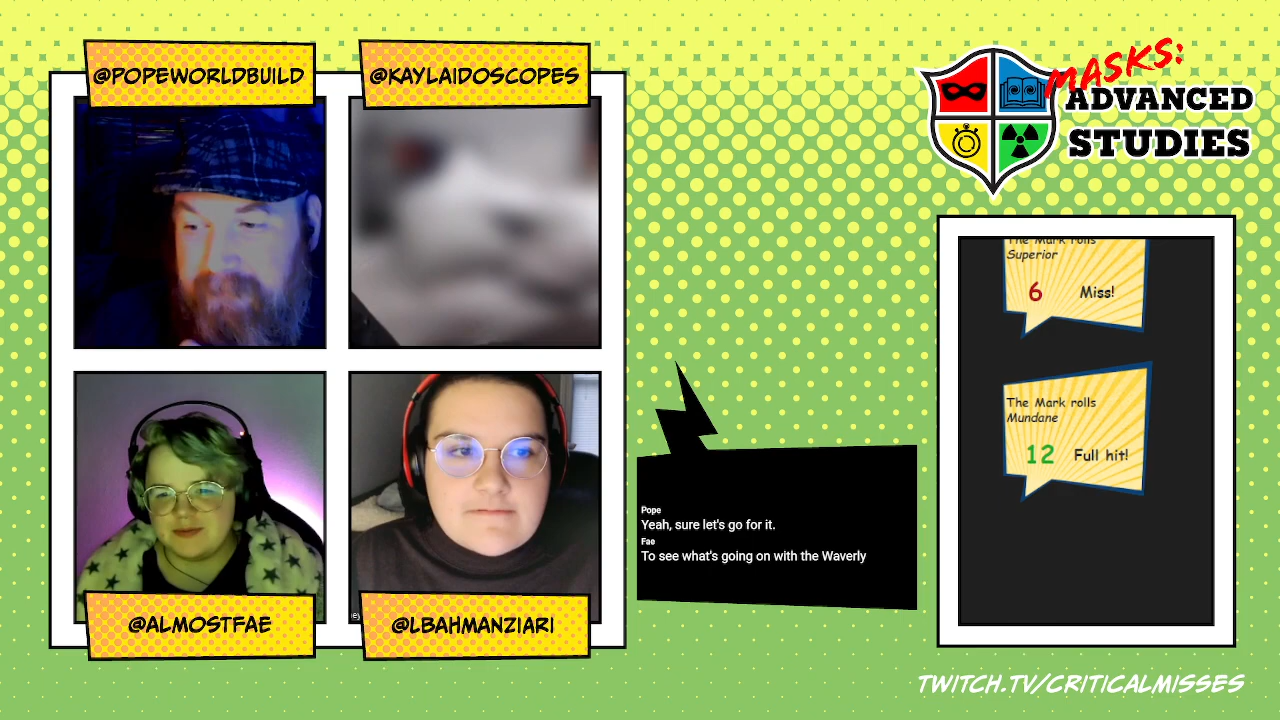 @POPEWORLDBUILD
@KAYLAIDOSCOPES
@ALMOSTFAE
@LBAHMANZIARI
Pope
Yeah, sure let's go for it.
Fae
To see what's going on with the Waverly
MASKS:
ADVANCED
STUDIES
The Mark rolls
Superior
6 Miss!
The Mark rolls
Mundane
12 Full hit!
TWITCH.TV/CRITICALMISSES